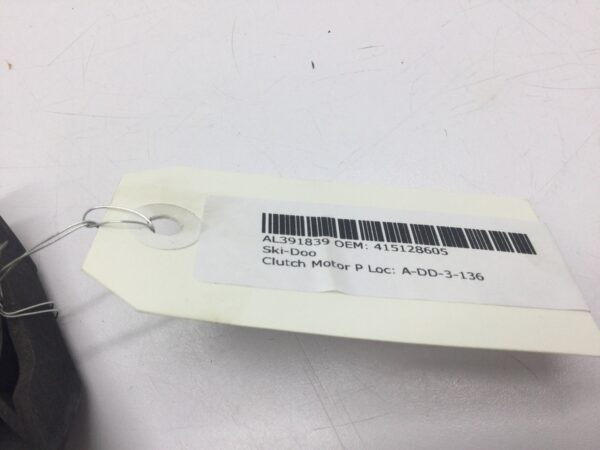 AL391839 OEM: 415128605
Ski-Doo
Clutch Motor P Loc: A-DD-3-136